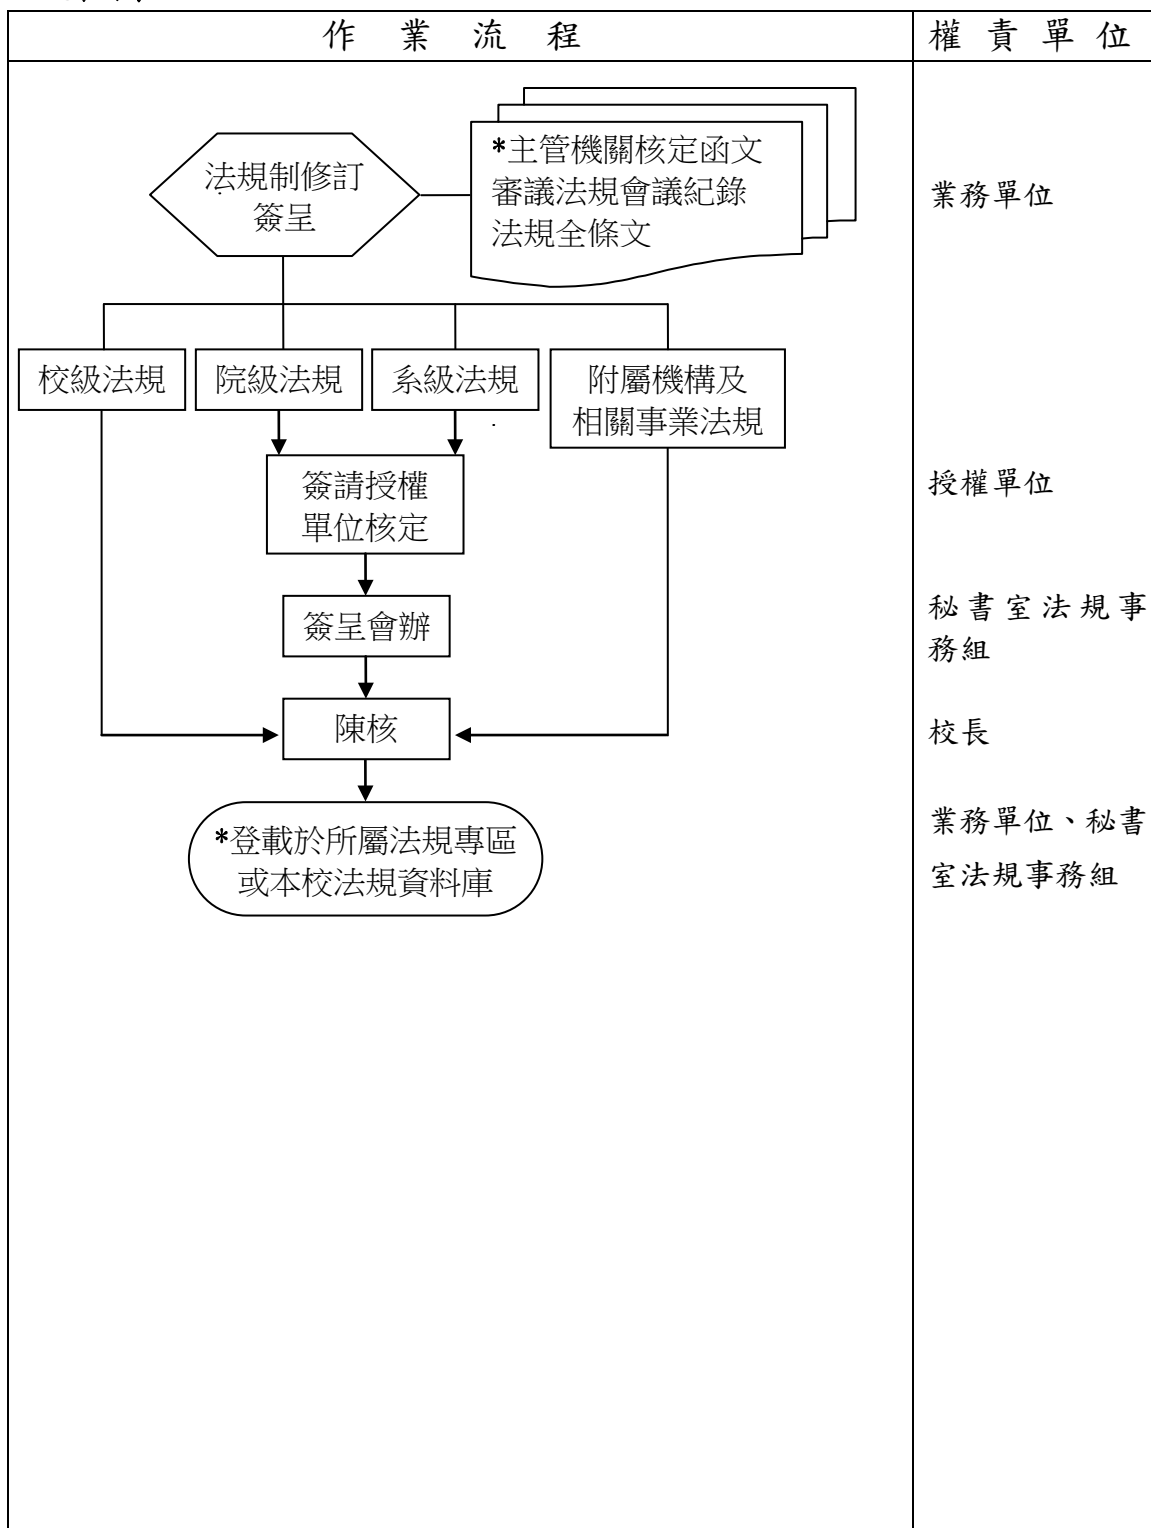 作業流程
權責單位
法規制修訂
簽呈
*主管機關核定函文
審議法規會議紀錄
法規全條文
業務單位
校級法規
院級法規
系級法規
附屬機構及
相關事業法規
簽請授權
單位核定
授權單位
簽呈會辦
秘書室法規事
務組
陳核
校長
*登載於所屬法規專區
或本校法規資料庫
業務單位、秘書
室法規事務組